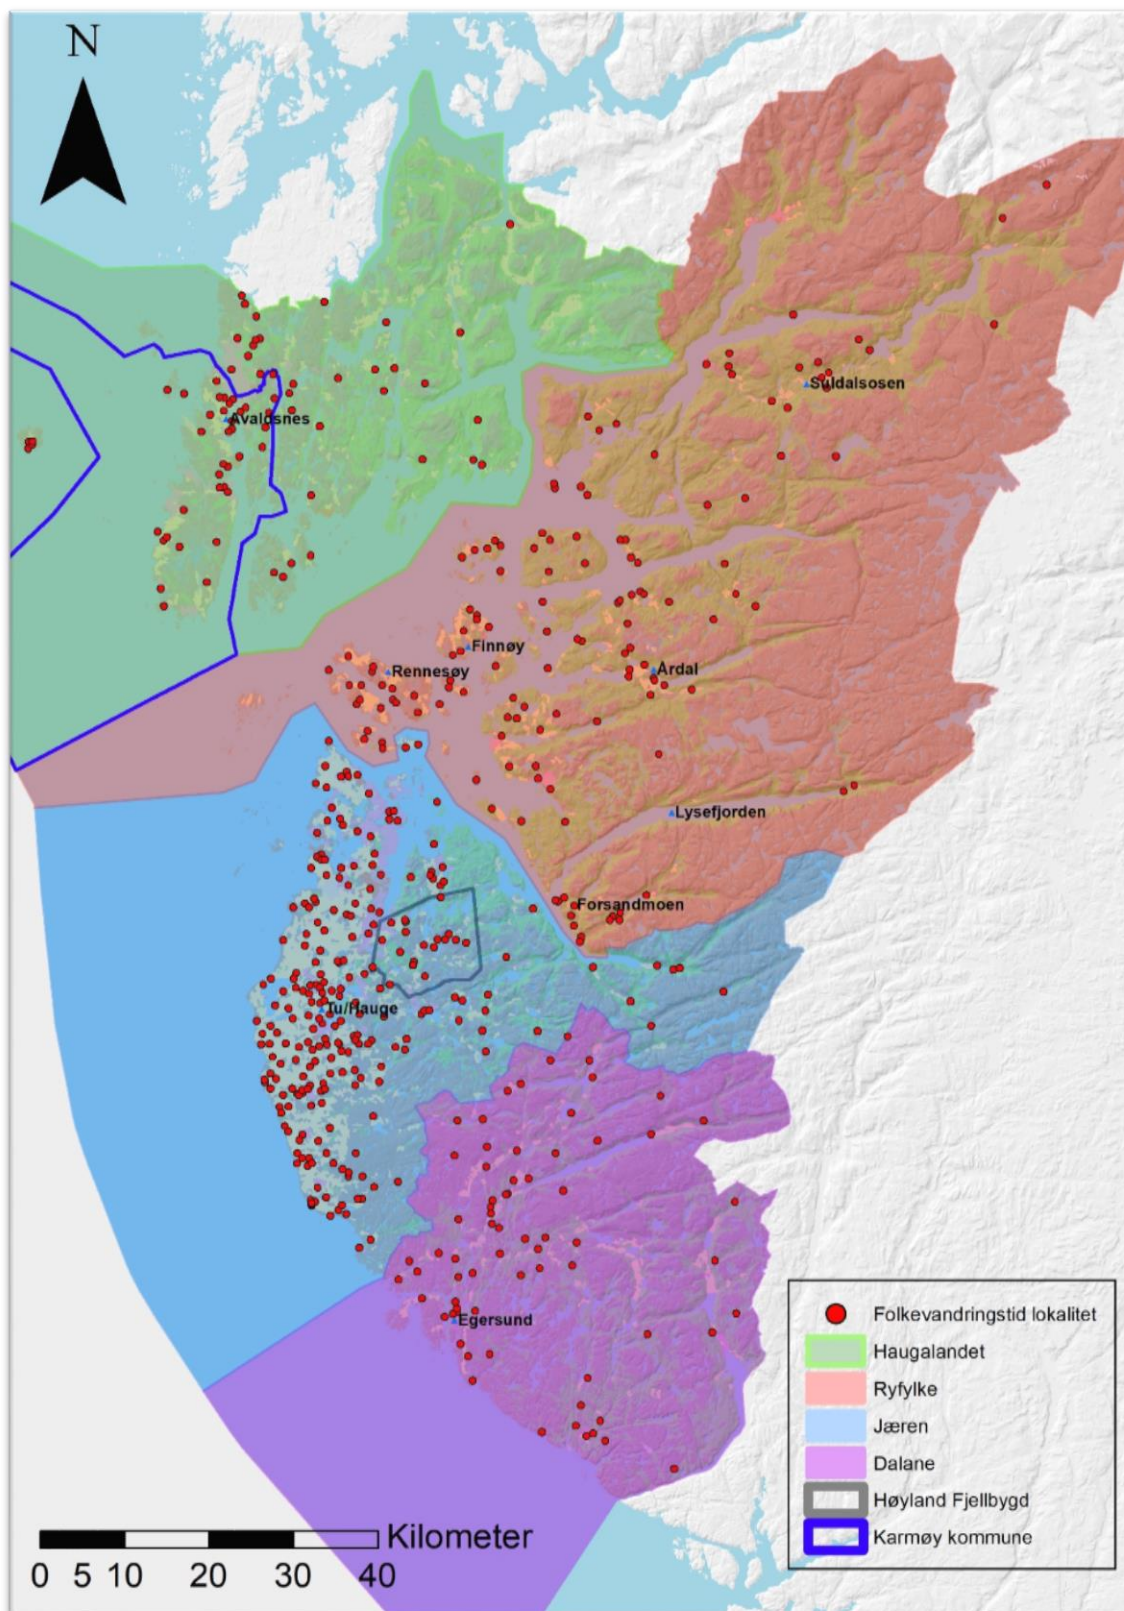 N
Suldalsosen
Avaldsnes
Finnøy
Rennesøy
Årdal
Lysefjorden
Forsandmoen
Tu/Hauge
Egersund
Folkevandringstid lokalitet
Haugalandet
Ryfylke
Jæren
Dalane
Høyland Fjellbygd
Karmøy kommune
Kilometer
0 5 10 20 30 40